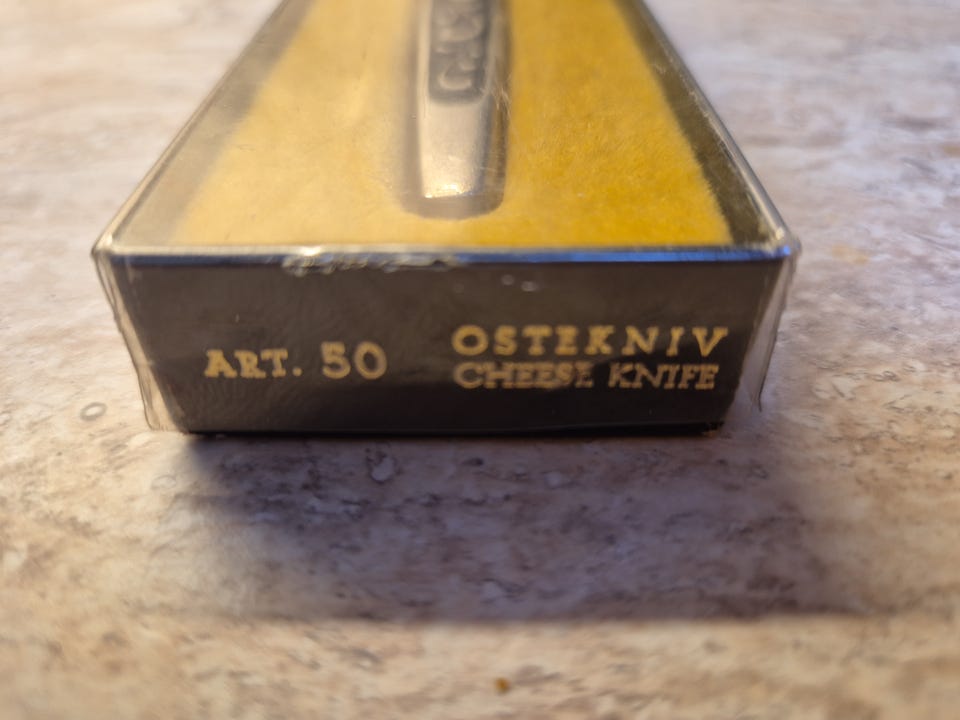 ART. 50
OSTEKNIV
CHEESE KNIFE